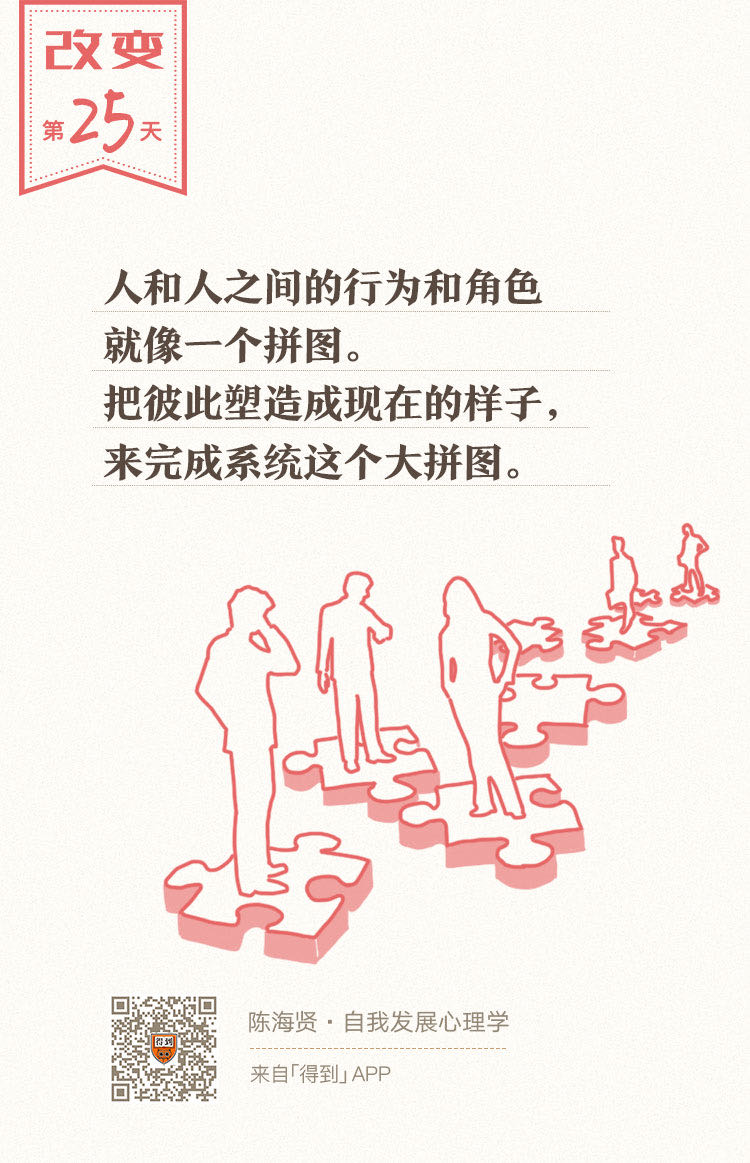 改变
第25天
人和人之间的行为和角色
就像一个拼图。
把彼此塑造成现在的样子，
来完成系统这个大拼图。
得到
陈海贤·自我发展心理学
来自「得到」APP